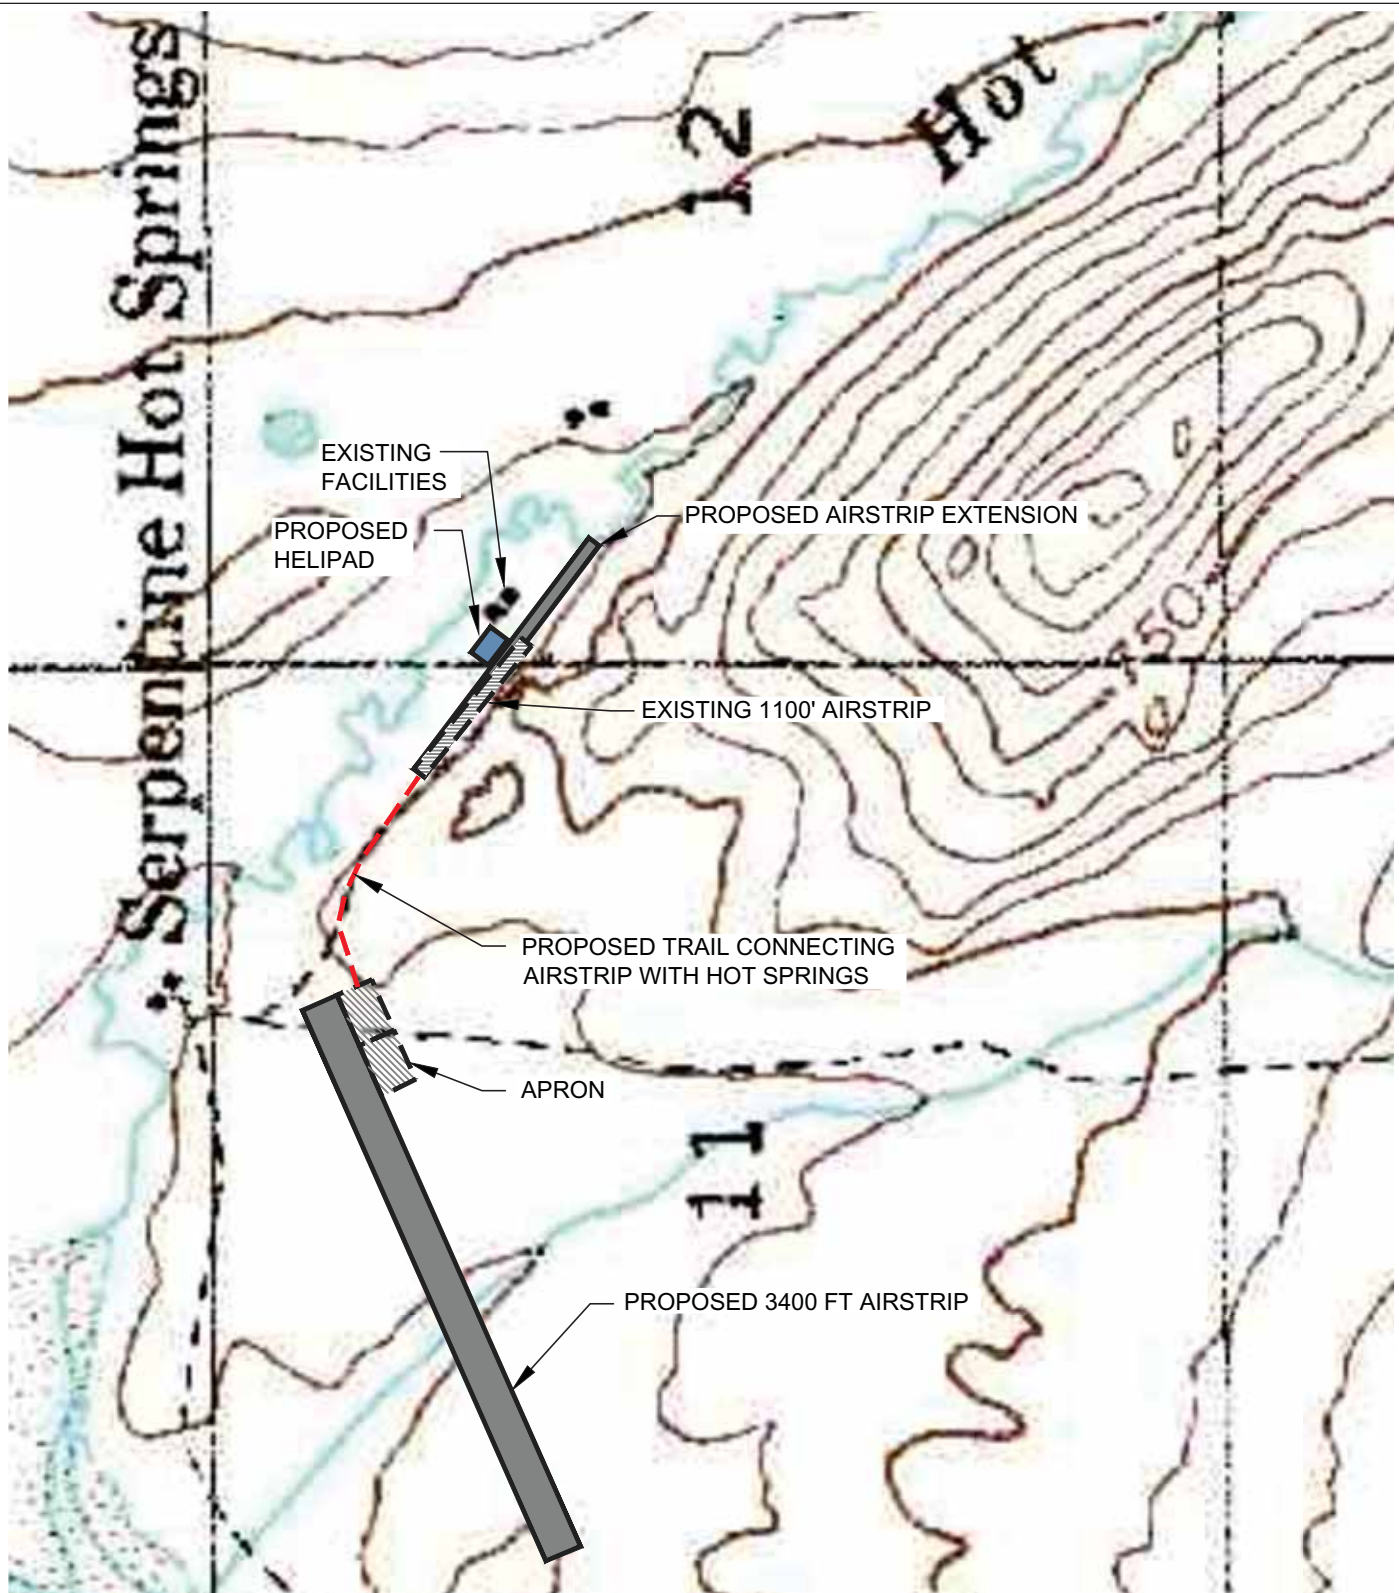 Serpentine Hot Springs
Hot
12
EXISTING
FACILITIES
PROPOSED
HELIPAD
PROPOSED AIRSTRIP EXTENSION
EXISTING 1100' AIRSTRIP
PROPOSED TRAIL CONNECTING
AIRSTRIP WITH HOT SPRINGS
APRON
11
PROPOSED 3400 FT AIRSTRIP